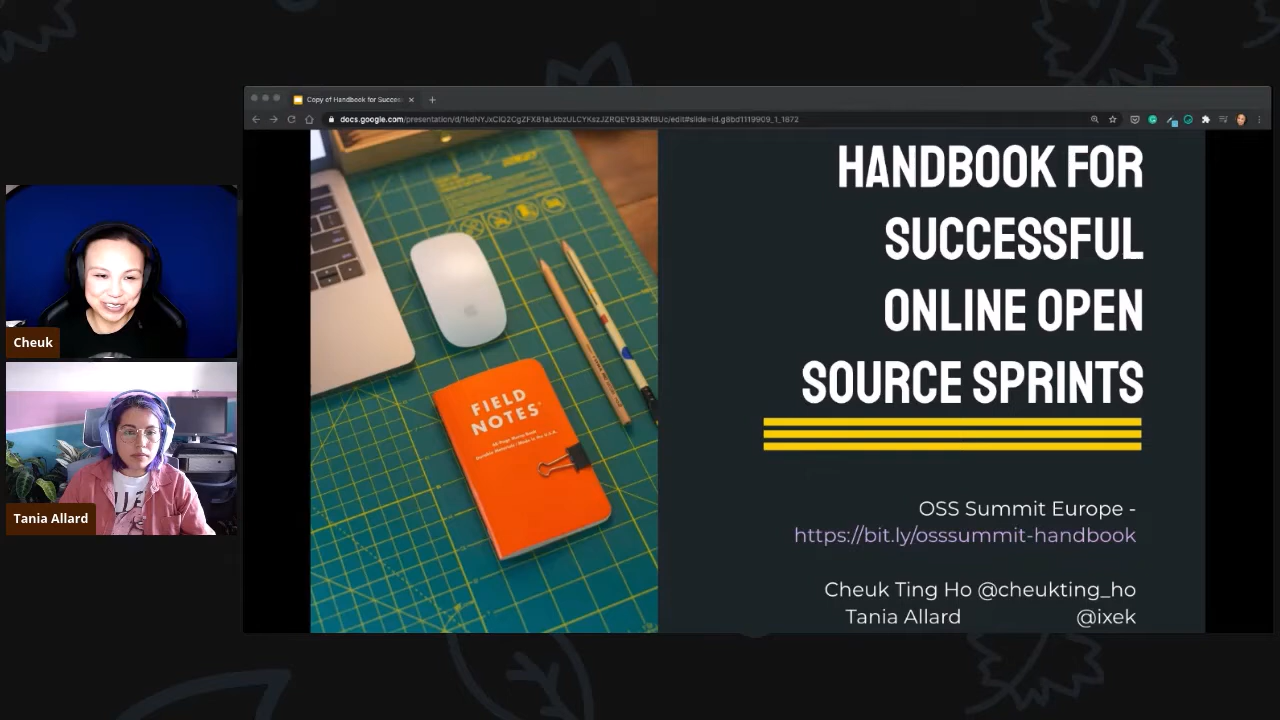 Copy of Handbook for Succes
docs.google.com/presentation/d/
HANDBOOK FOR
SUCCESSFUL
ONLINE OPEN
SOURCE SPRINTS
FIELD
NOTES
OSS Summit Europe -
https://bit.ly/osssummit-handbook
Cheuk Ting Ho @cheukting_ho
Tania Allard @ixek
Cheuk
Tania Allard